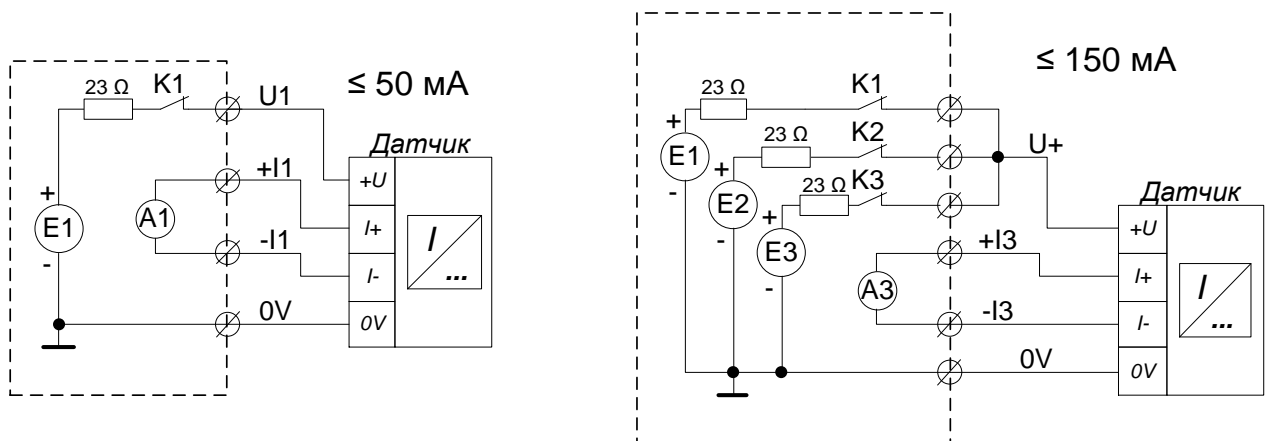 ≤ 50 мА
23 Ω
K1
U1
Датчик
+U
+I1
I+
+
E1
-
A1
-I1
I-
I
...
0V
0V
≤ 150 мА
23 Ω
K1
+
E1
-
23 Ω
K2
U+
+
E2
-
23 Ω
K3
+
E3
-
Датчик
+U
+I3
I+
A3
-I3
I-
I
...
0V
0V